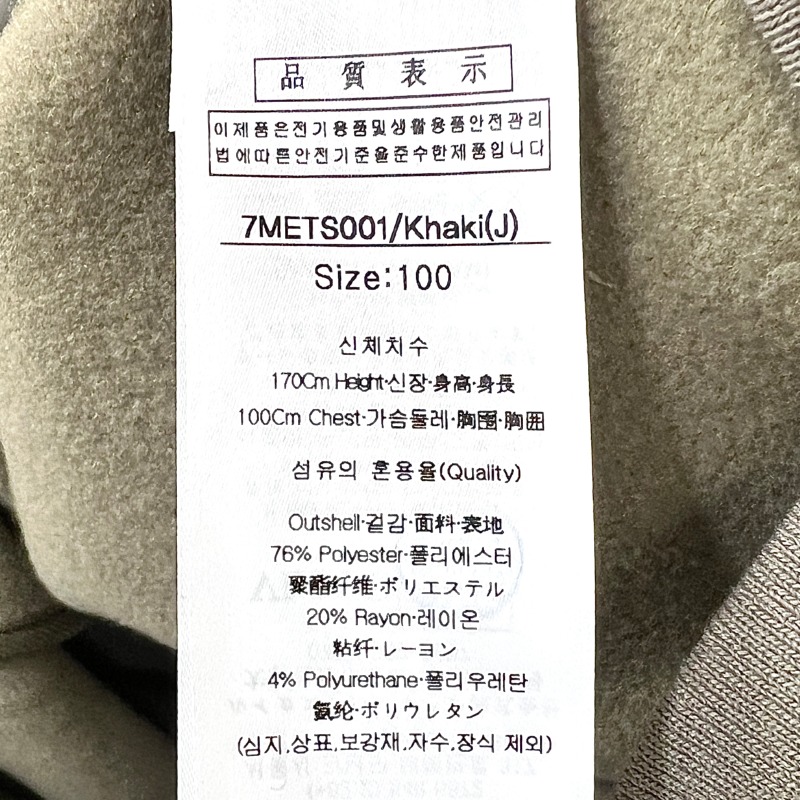 品質表示
이제품은전기용품및생활용품안전관리
법에따른안전기준을준수한제품입니다
7METS001/Khaki(J)
Size:100
신체치수
170Cm Height·신장·身高·身長
100Cm Chest·가슴둘레·胸围·胸囲
섬유의 혼용율(Quality)
Outshell·겉감·面料·表地
76% Polyester·폴리에스터
聚酯纤维·ポリエステル
20% Rayon·레이온
粘纤·レーヨン
4% Polyurethane·폴리우레탄
氨纶·ポリウレタン
(심지,상표,보강재,자수,장식 제외)